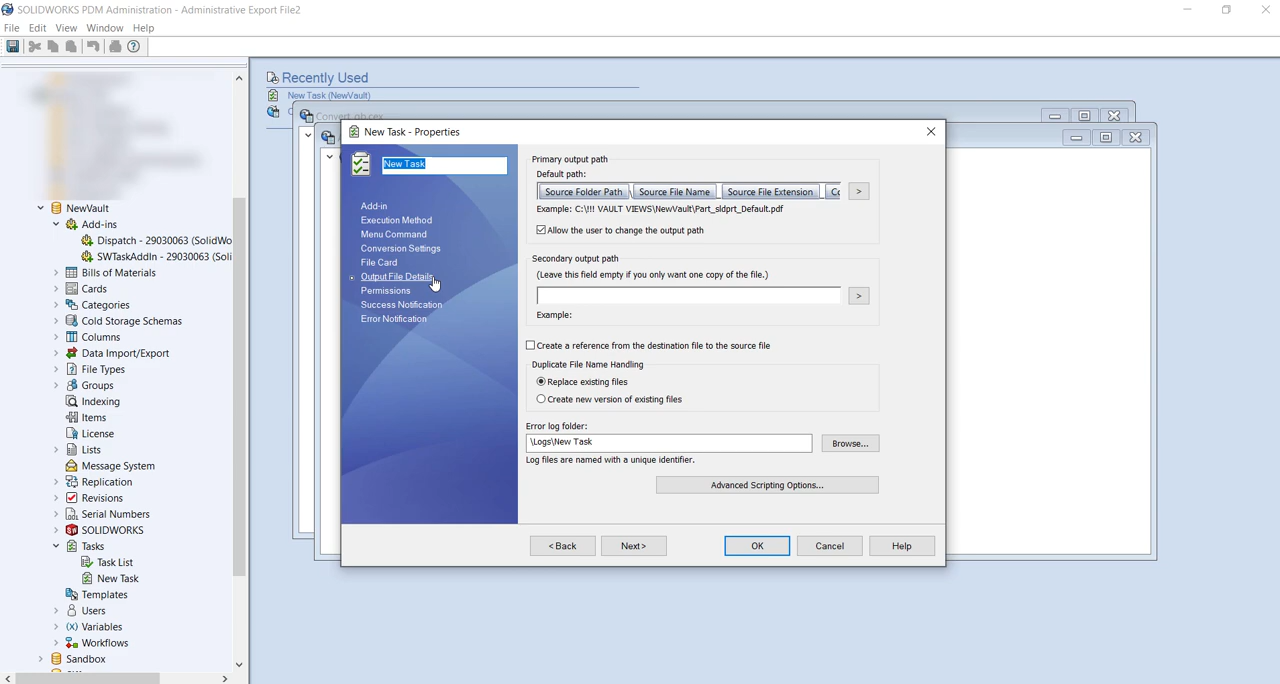 SOLIDWORKS PDM Administration - Administrative Export File2
File Edit View Window Help
Recently Used
New Task (NewVault)
Convert_gb.cex
New Task - Properties
New Task
Add-in
Execution Method
Menu Command
Conversion Settings
File Card
Output File Details
Permissions
Success Notification
Error Notification
Primary output path
Default path:
Source Folder Path \ Source File Name _ Source File Extension _
>
Example: C:\!!! VAULT VIEWS\NewVault\Part_sldprt_Default.pdf
Allow the user to change the output path
Secondary output path
(Leave this field empty if you only want one copy of the file.)
>
Example:
Create a reference from the destination file to the source file
Duplicate File Name Handling
Replace existing files
Create new version of existing files
Error log folder:
\Logs\New Task
Browse...
Log files are named with a unique identifier.
Advanced Scripting Options...
< Back Next > OK Cancel Help
NewVault
Add-ins
Dispatch - 29030063 (SolidWo
SWTaskAddIn - 29030063 (Soli
Bills of Materials
Cards
Categories
Cold Storage Schemas
Columns
Data Import/Export
File Types
Groups
Indexing
Items
License
Lists
Message System
Replication
Revisions
Serial Numbers
SOLIDWORKS
Tasks
Task List
New Task
Templates
Users
(x) Variables
Workflows
Sandbox